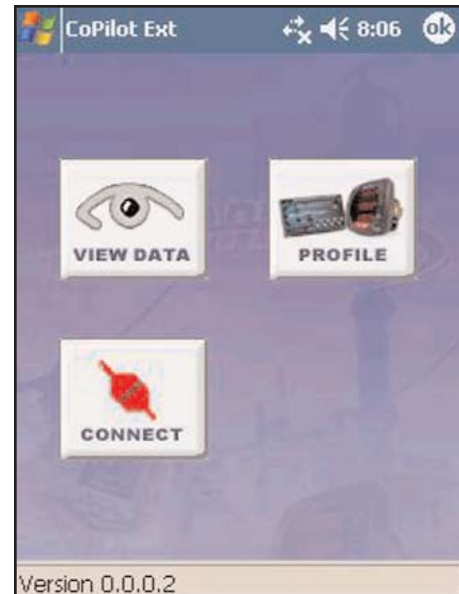 CoPilot Ext 8:06 ok
VIEW DATA
PROFILE
CONNECT
Version 0.0.0.2